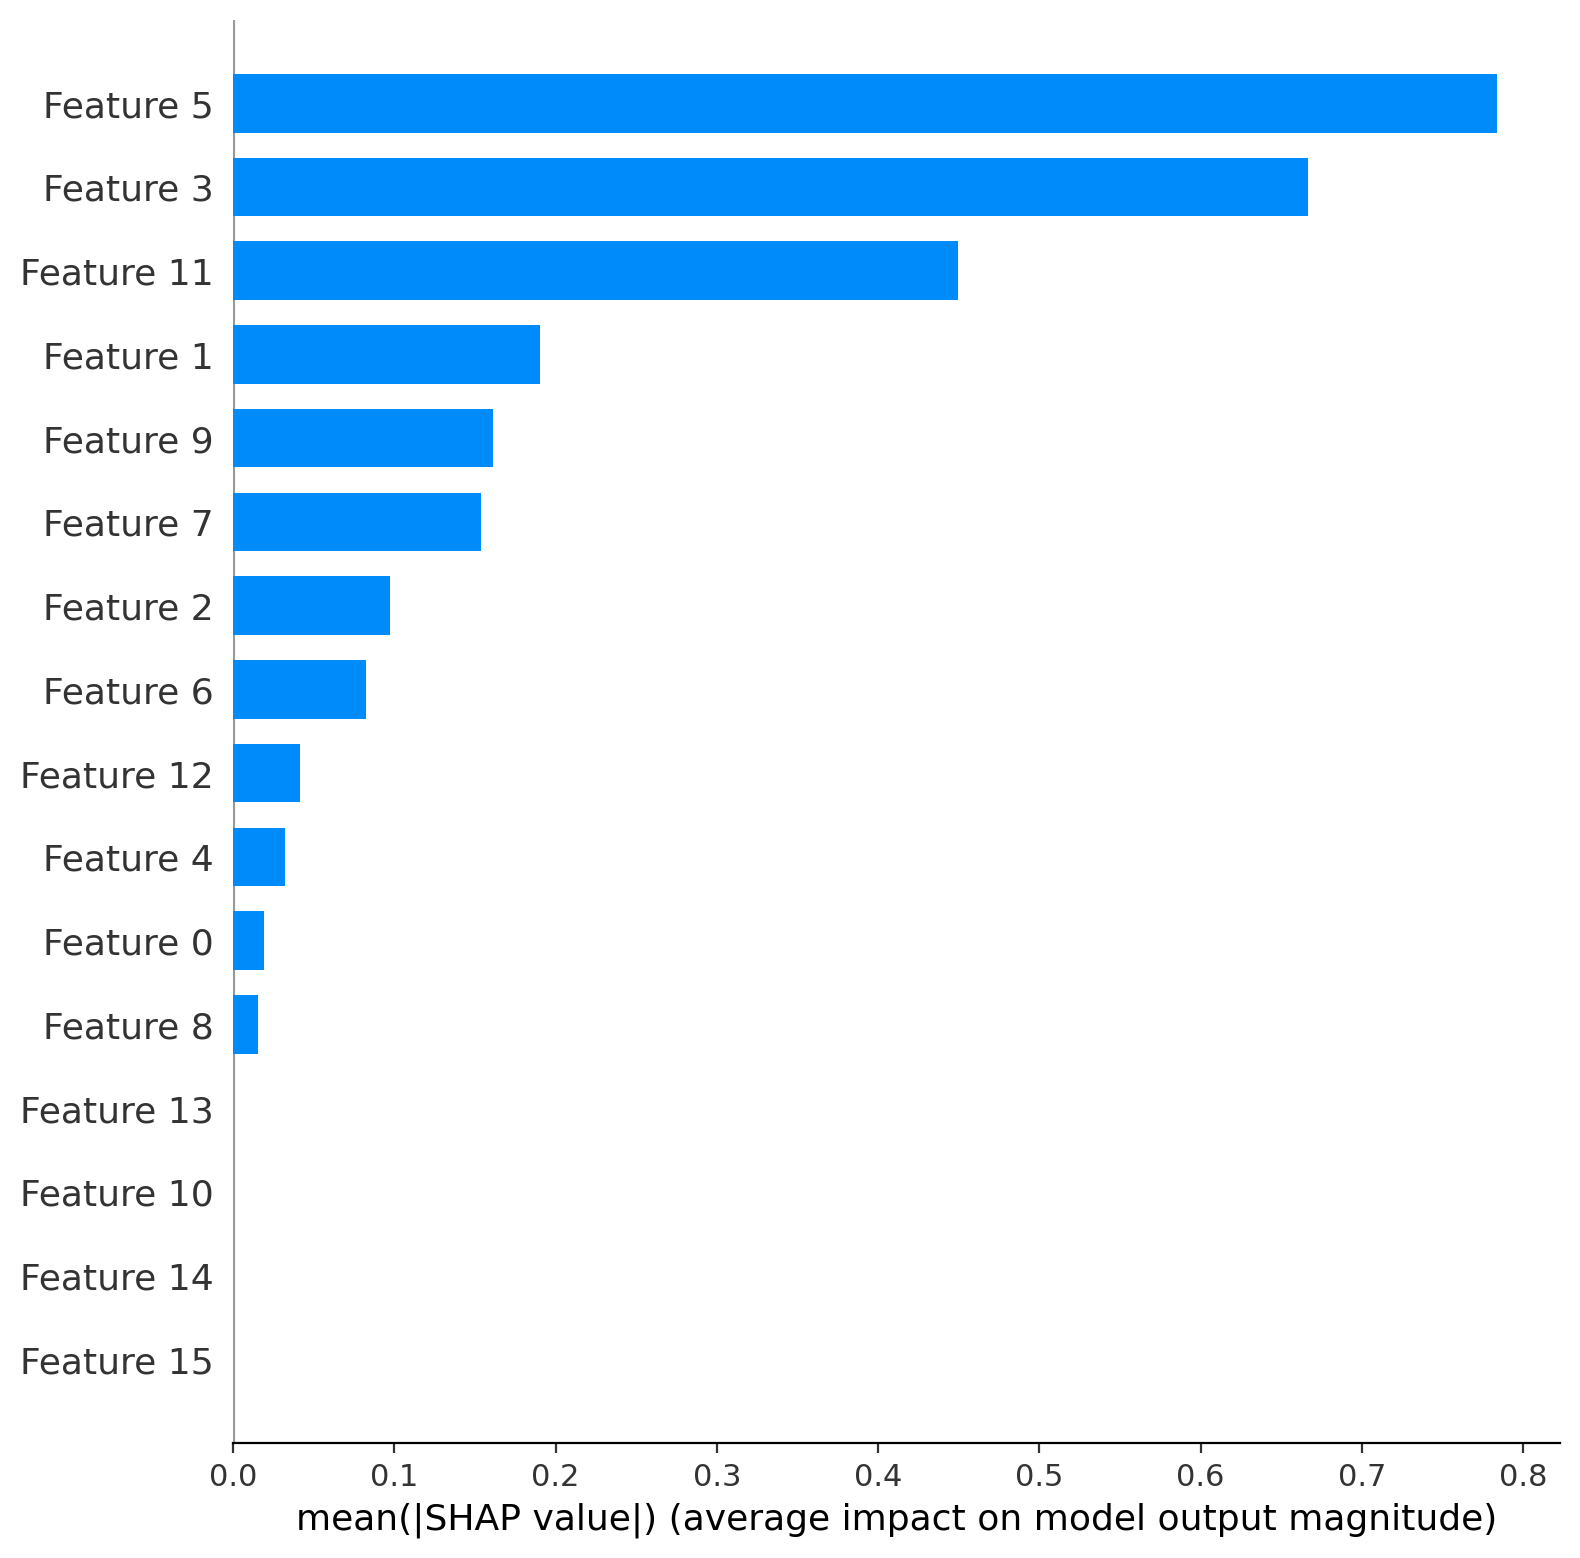 Feature 5
Feature 3
Feature 11
Feature 1
Feature 9
Feature 7
Feature 2
Feature 6
Feature 12
Feature 4
Feature 0
Feature 8
Feature 13
Feature 10
Feature 14
Feature 15
0.0 0.1 0.2 0.3 0.4 0.5 0.6 0.7 0.8
mean(|SHAP value|) (average impact on model output magnitude)